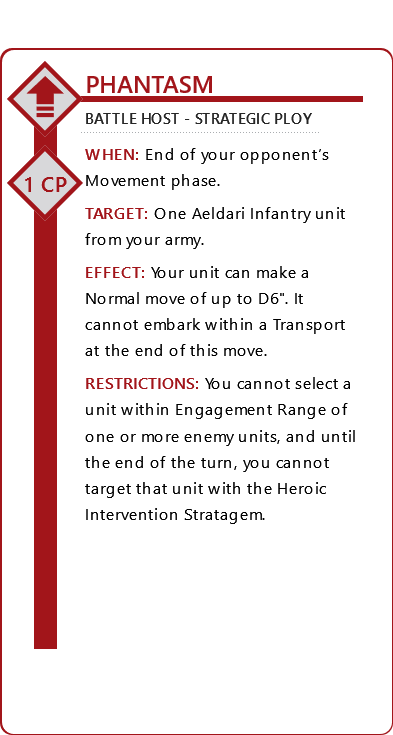 PHANTASM
BATTLE HOST - STRATEGIC PLOY
1 CP
WHEN: End of your opponent's
Movement phase.
TARGET: One Aeldari Infantry unit
from your army.
EFFECT: Your unit can make a
Normal move of up to D6". It
cannot embark within a Transport
at the end of this move.
RESTRICTIONS: You cannot select a
unit within Engagement Range of
one or more enemy units, and until
the end of the turn, you cannot
target that unit with the Heroic
Intervention Stratagem.